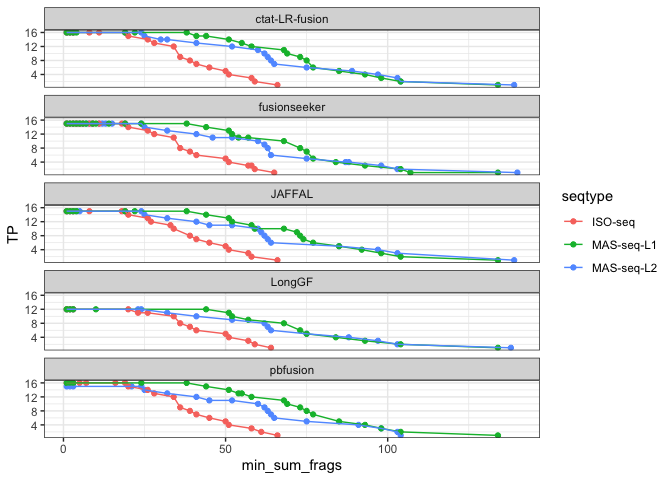 ctat-LR-fusion
16
12
8
4
fusionseeker
16
12
8
4
JAFFAL
16
12
8
4
LongGF
16
12
8
4
pbfusion
16
12
8
4
0
50
100
min_sum_frags
TP
seqtype
ISO-seq
MAS-seq-L1
MAS-seq-L2